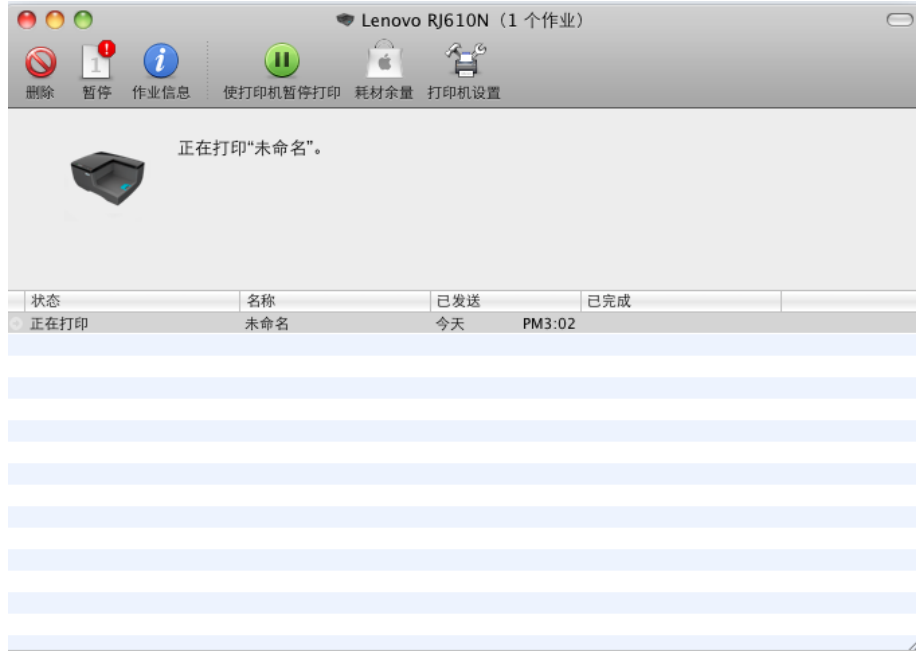 Lenovo RJ610N（1 个作业）
1
删除 暂停 作业信息 使打印机暂停打印 耗材余量 打印机设置
正在打印“未命名”。
状态 名称 已发送 已完成
正在打印 未命名 今天 PM3:02